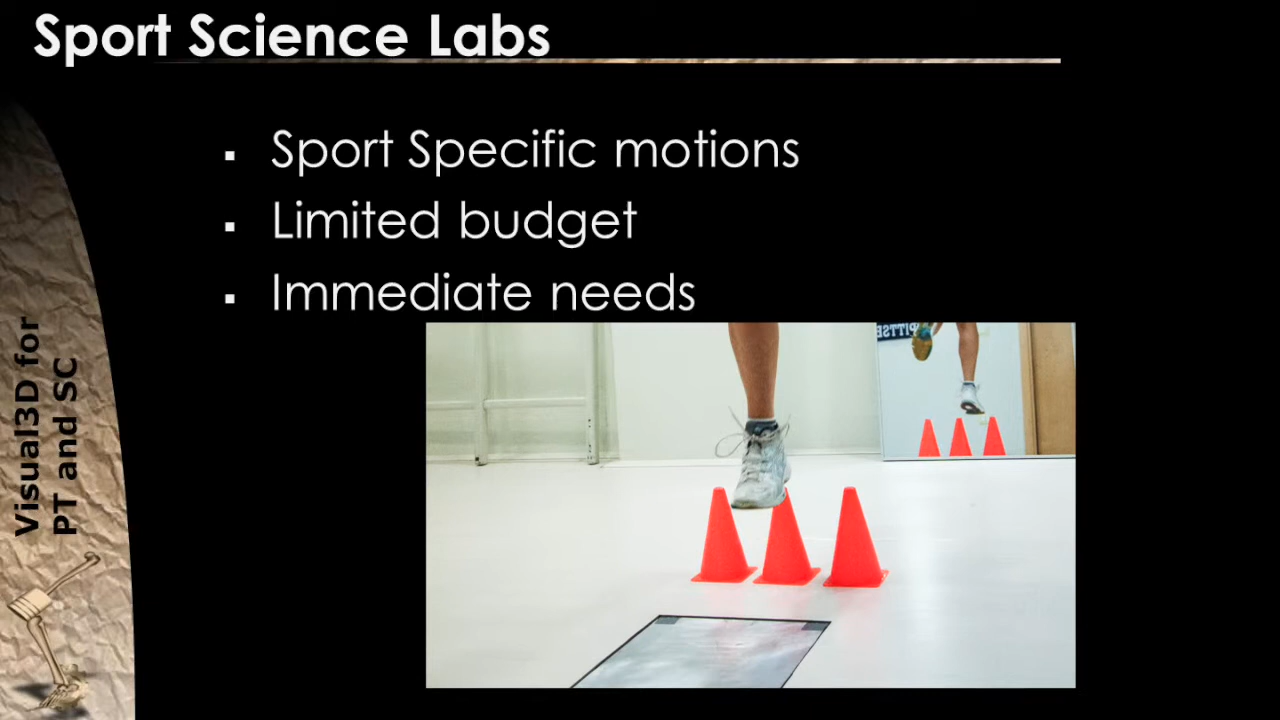 Sport Science Labs
▪ Sport Specific motions
▪ Limited budget
▪ Immediate needs
Visual3D for
PT and SC